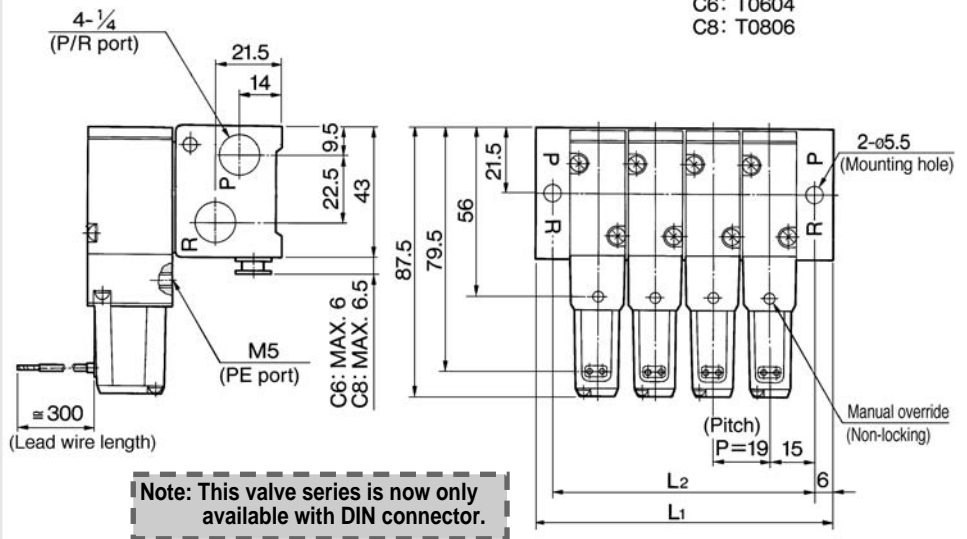 C6: T0604
C8: T0806
4-1/4
(P/R port)
21.5
14
9.5
22.5
43
P
R
M5
(PE port)
C6: MAX. 6
C8: MAX. 6.5
≅300
(Lead wire length)
87.5
79.5
56
21.5
P
R
P
R
2-ø5.5
(Mounting hole)
Manual override
(Non-locking)
(Pitch)
P=19
15
L2
6
L1
Note: This valve series is now only
available with DIN connector.